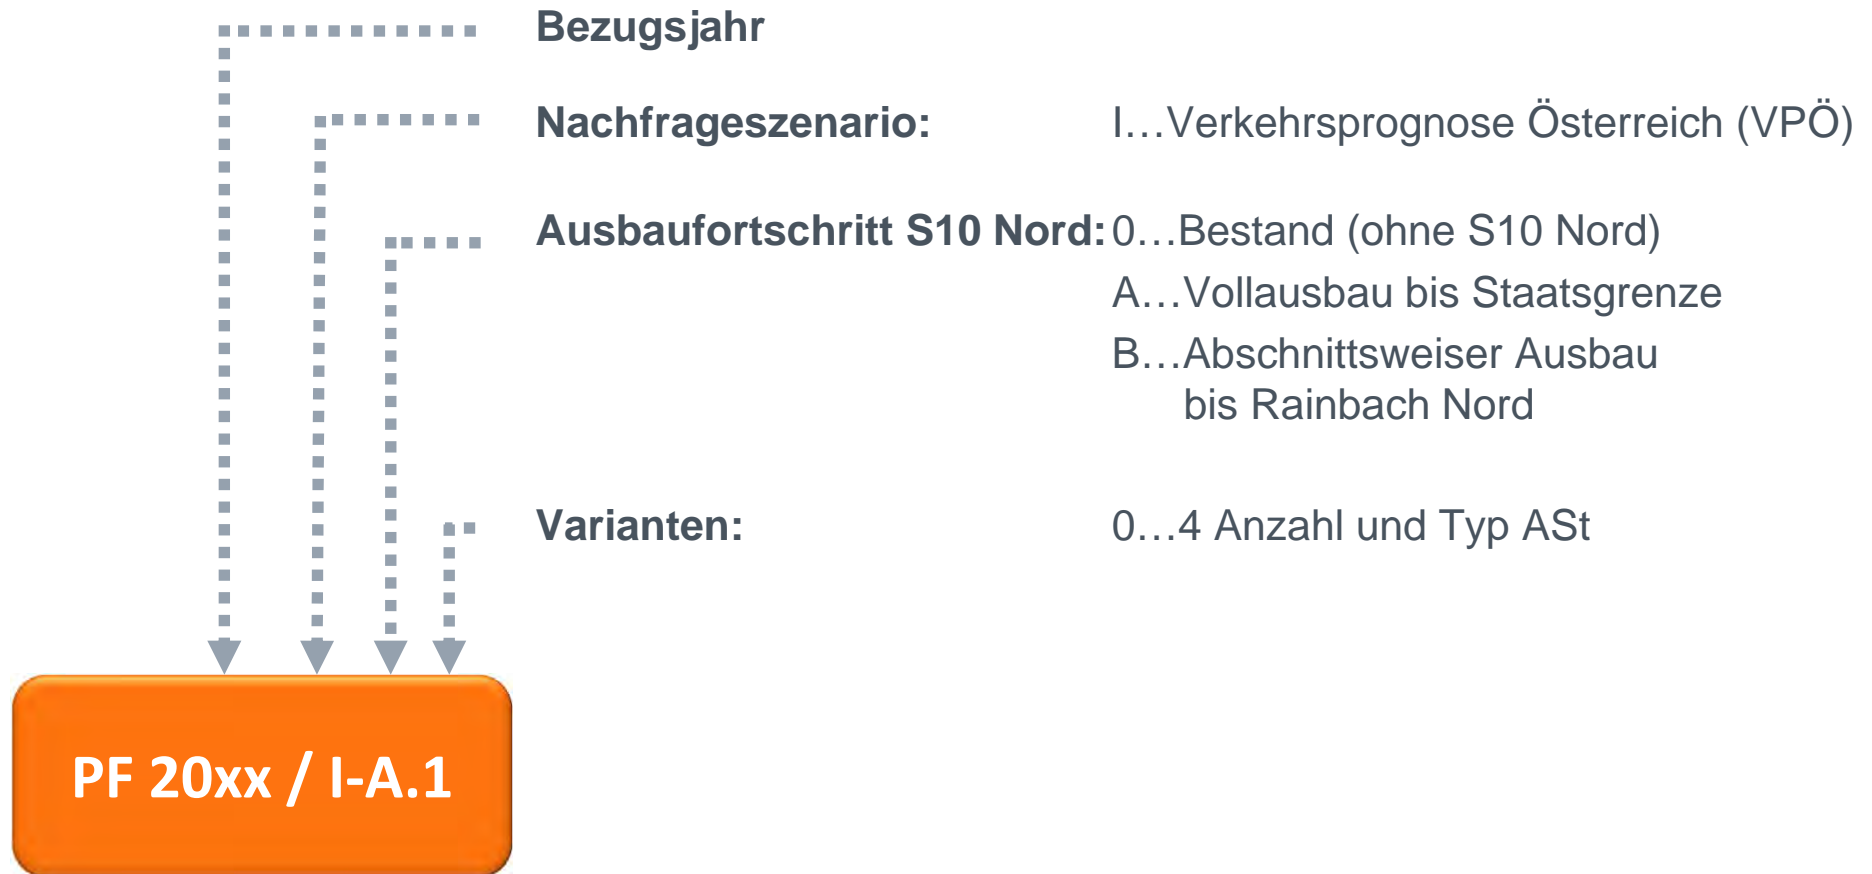 Bezugsjahr
Nachfrageszenario: I…Verkehrsprognose Österreich (VPÖ)
Ausbaufortschritt S10 Nord: 0…Bestand (ohne S10 Nord)
A…Vollausbau bis Staatsgrenze
B…Abschnittsweiser Ausbau
bis Rainbach Nord
Varianten: 0…4 Anzahl und Typ ASt
PF 20xx / I-A.1